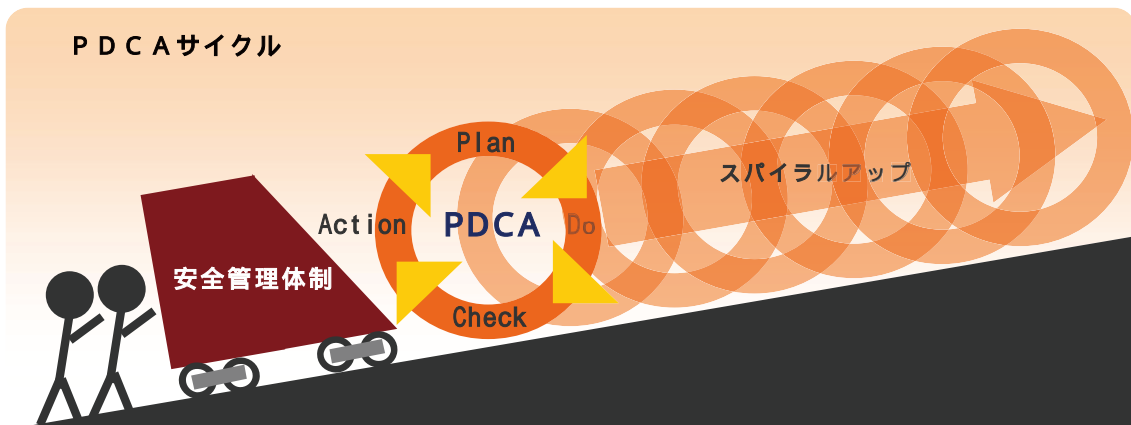 PDCAサイクル
Plan
Action
PDCA
Do
スパイラルアップ
安全管理体制
Check